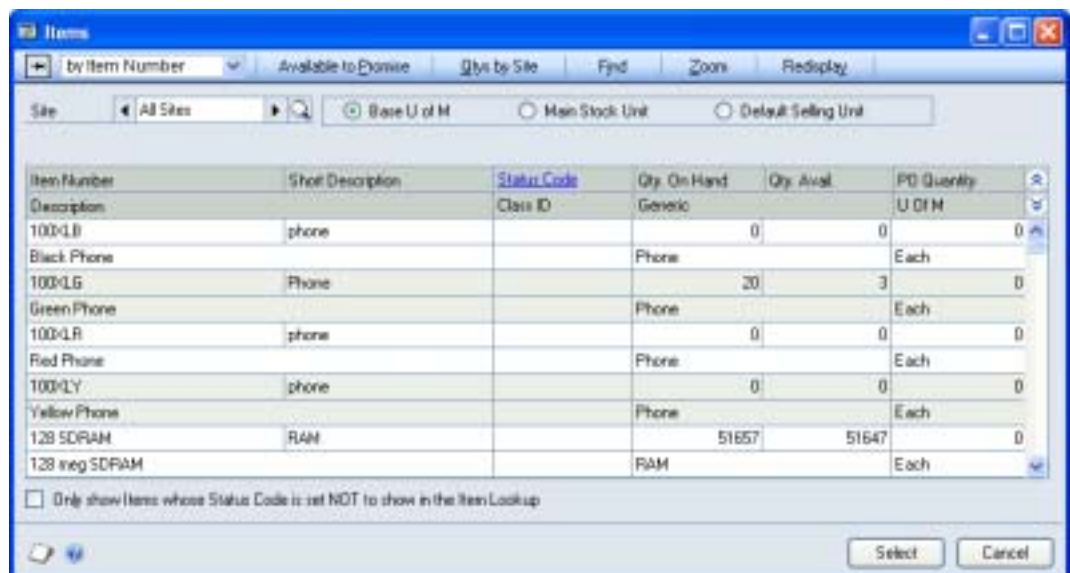 Items
by Item Number Available to Promise Qtys by Site Find Zoom Redisplay
Site All Sites Base U of M Main Stock Unit Default Selling Unit
Item Number Short Description Status Code Qty. On Hand Qty. Avail. PO Quantity
Description Class ID Generic U Of M
100XLB phone 0 0 0
Black Phone Phone Each
100XLG Phone 20 3 0
Green Phone Phone Each
100XLR phone 0 0 0
Red Phone Phone Each
100XLY phone 0 0 0
Yellow Phone Phone Each
128 SDRAM RAM 51657 51647 0
128 meg SDRAM RAM Each
Only show Items whose Status Code is set NOT to show in the Item Lookup
Select Cancel